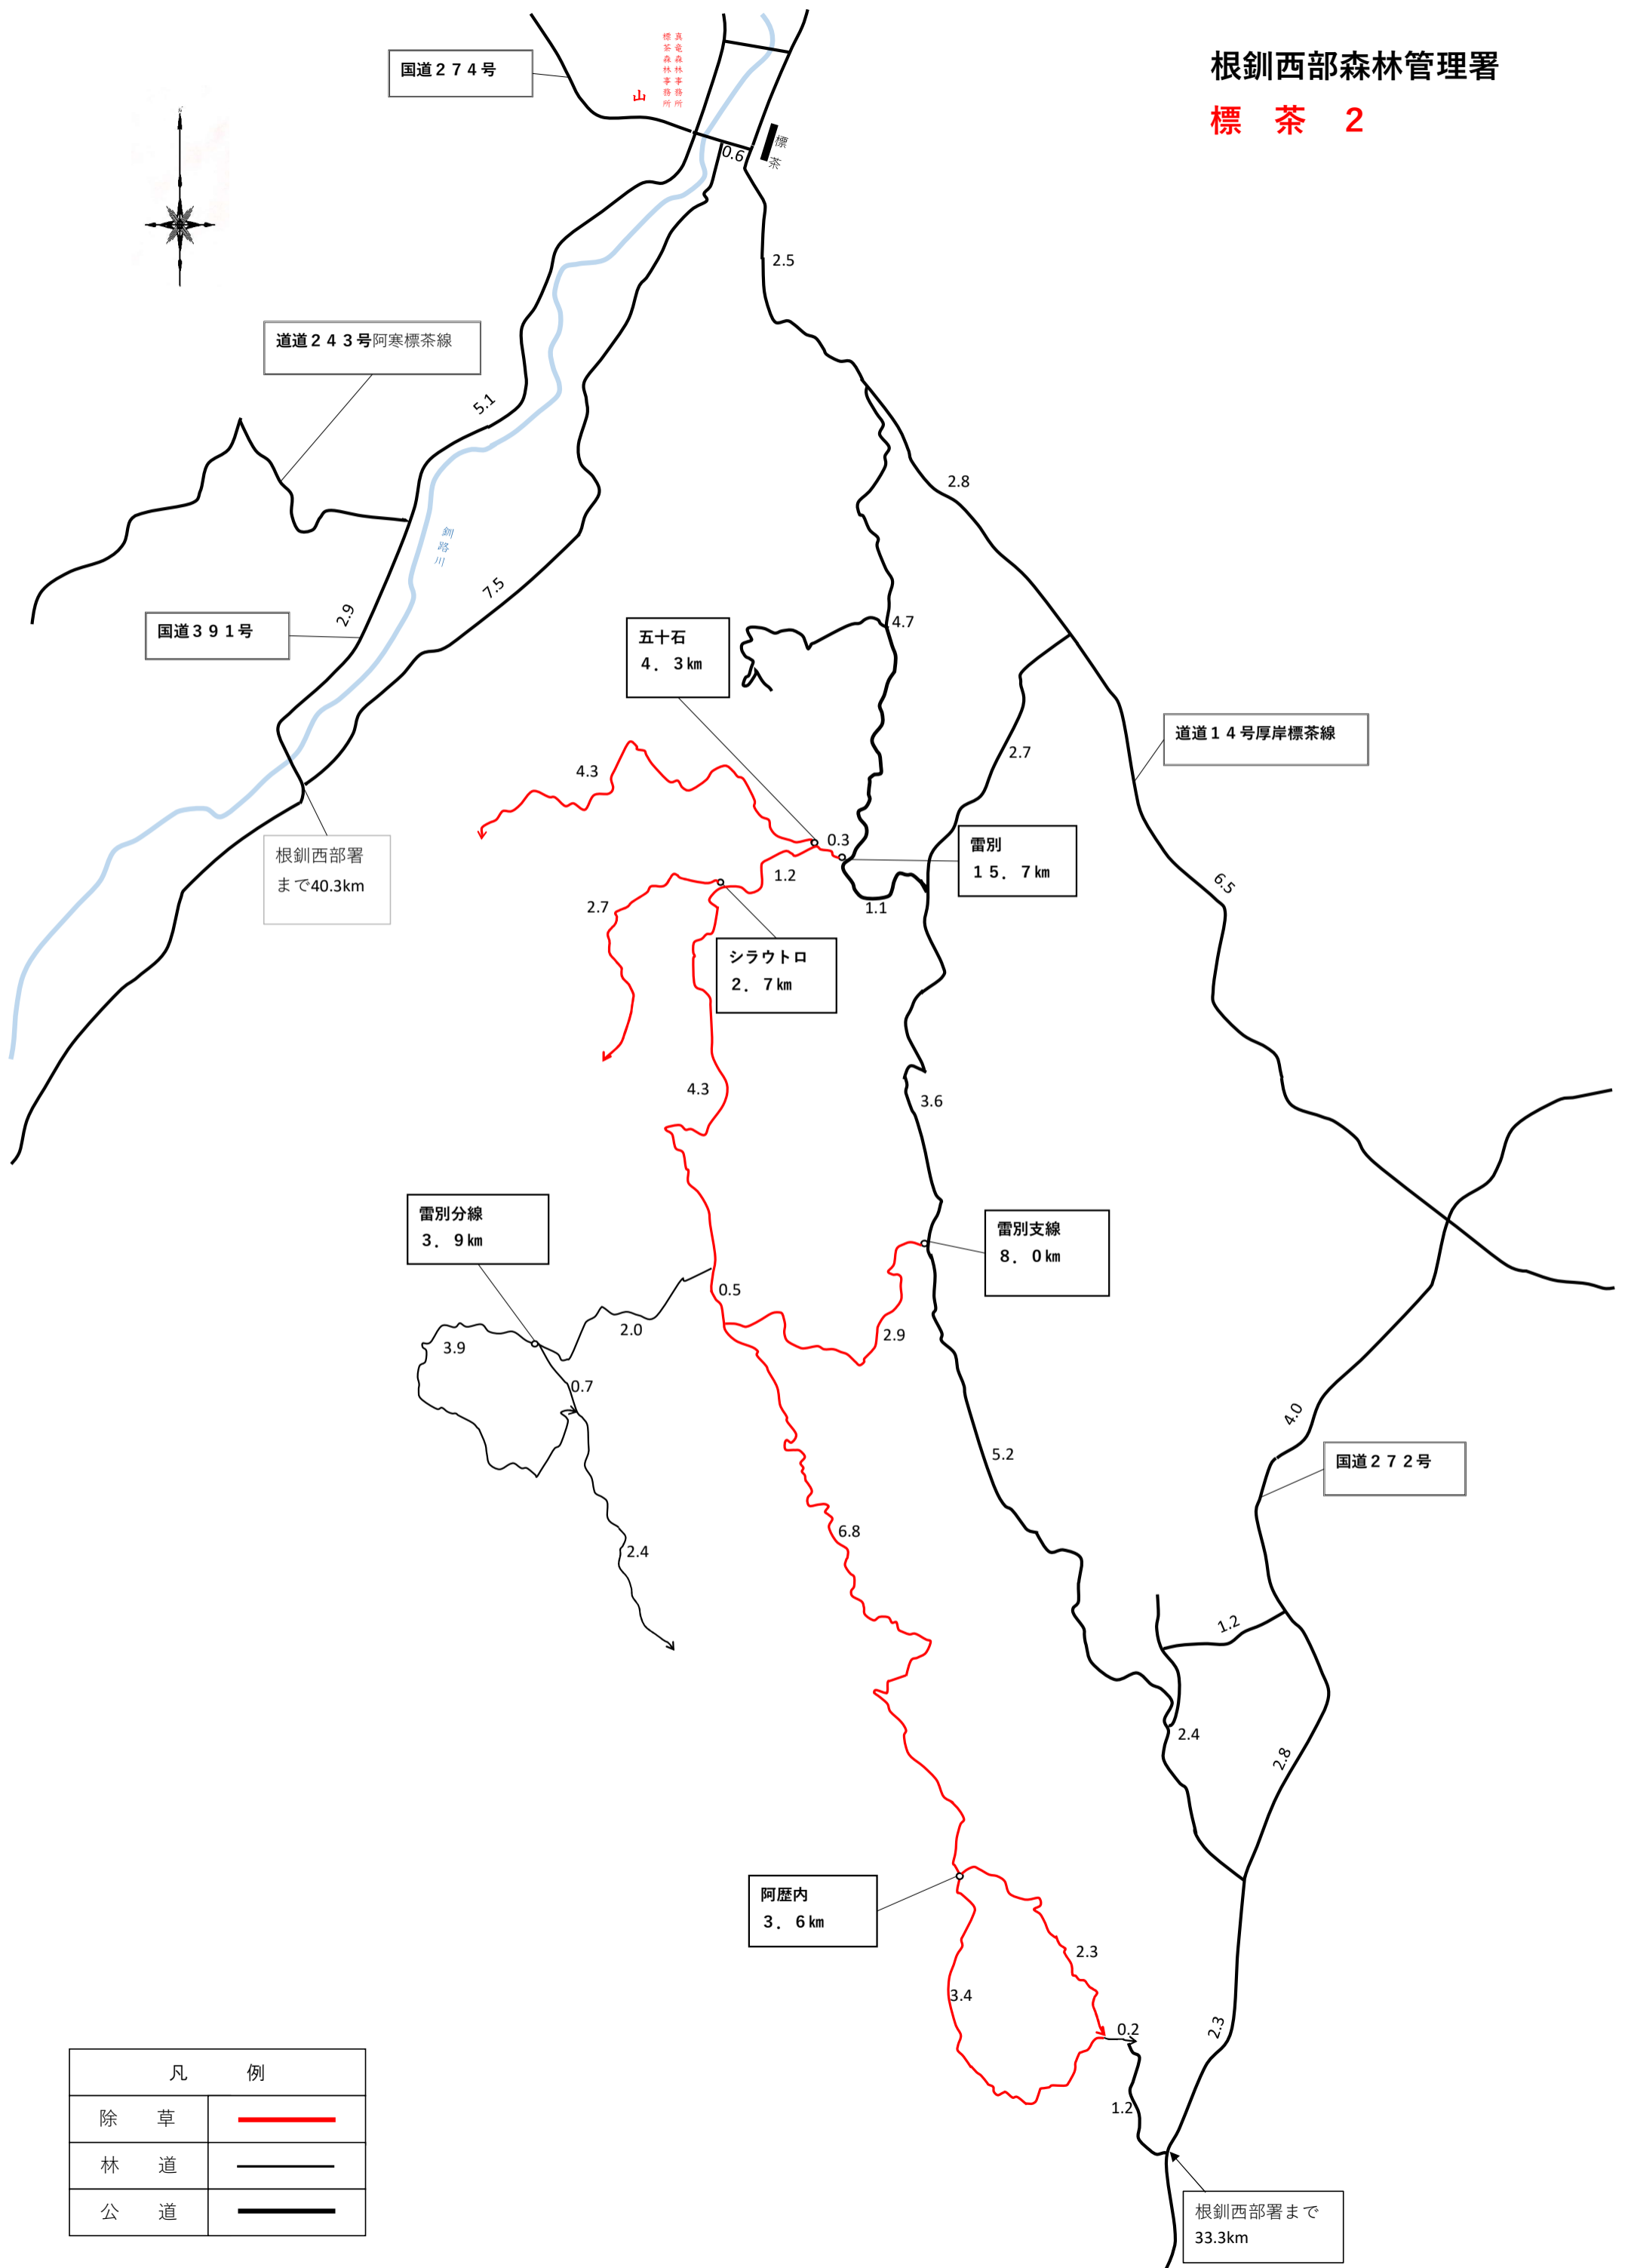 根釧西部森林管理署
標 茶 2
国道274号
真竜森林事務所
標茶森林事務所
山
標茶
0.6
2.5
道道243号阿寒標茶線
5.1
2.8
釧路川
7.5
2.9
国道391号
五十石
4.3㎞
4.7
道道14号厚岸標茶線
2.7
4.3
0.3
雷別
15.7㎞
根釧西部署
まで40.3km
1.2
6.5
2.7
1.1
シラウトロ
2.7㎞
4.3
3.6
雷別分線
3.9㎞
雷別支線
8.0㎞
0.5
2.0
2.9
3.9
0.7
4.0
国道272号
5.2
6.8
2.4
1.2
2.4
2.8
阿歴内
3.6㎞
2.3
3.4
0.2
2.3
1.2
凡 例
除 草
林 道
公 道
根釧西部署まで
33.3km